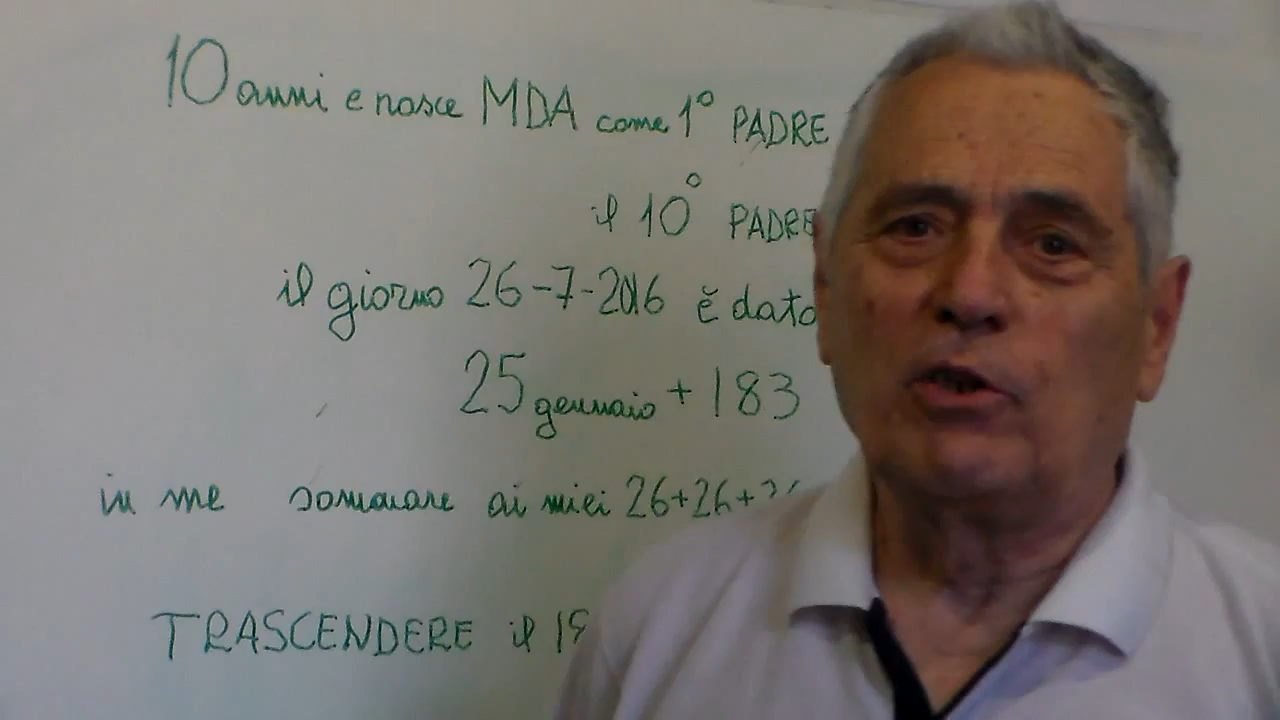 10 anni e nasce MDA come 1° PADRE
il 10° PADRE
il giorno 26-7-2016 è dato
25 gennaio + 183
in me sommare ai miei 26+26+
TRASCENDERE il